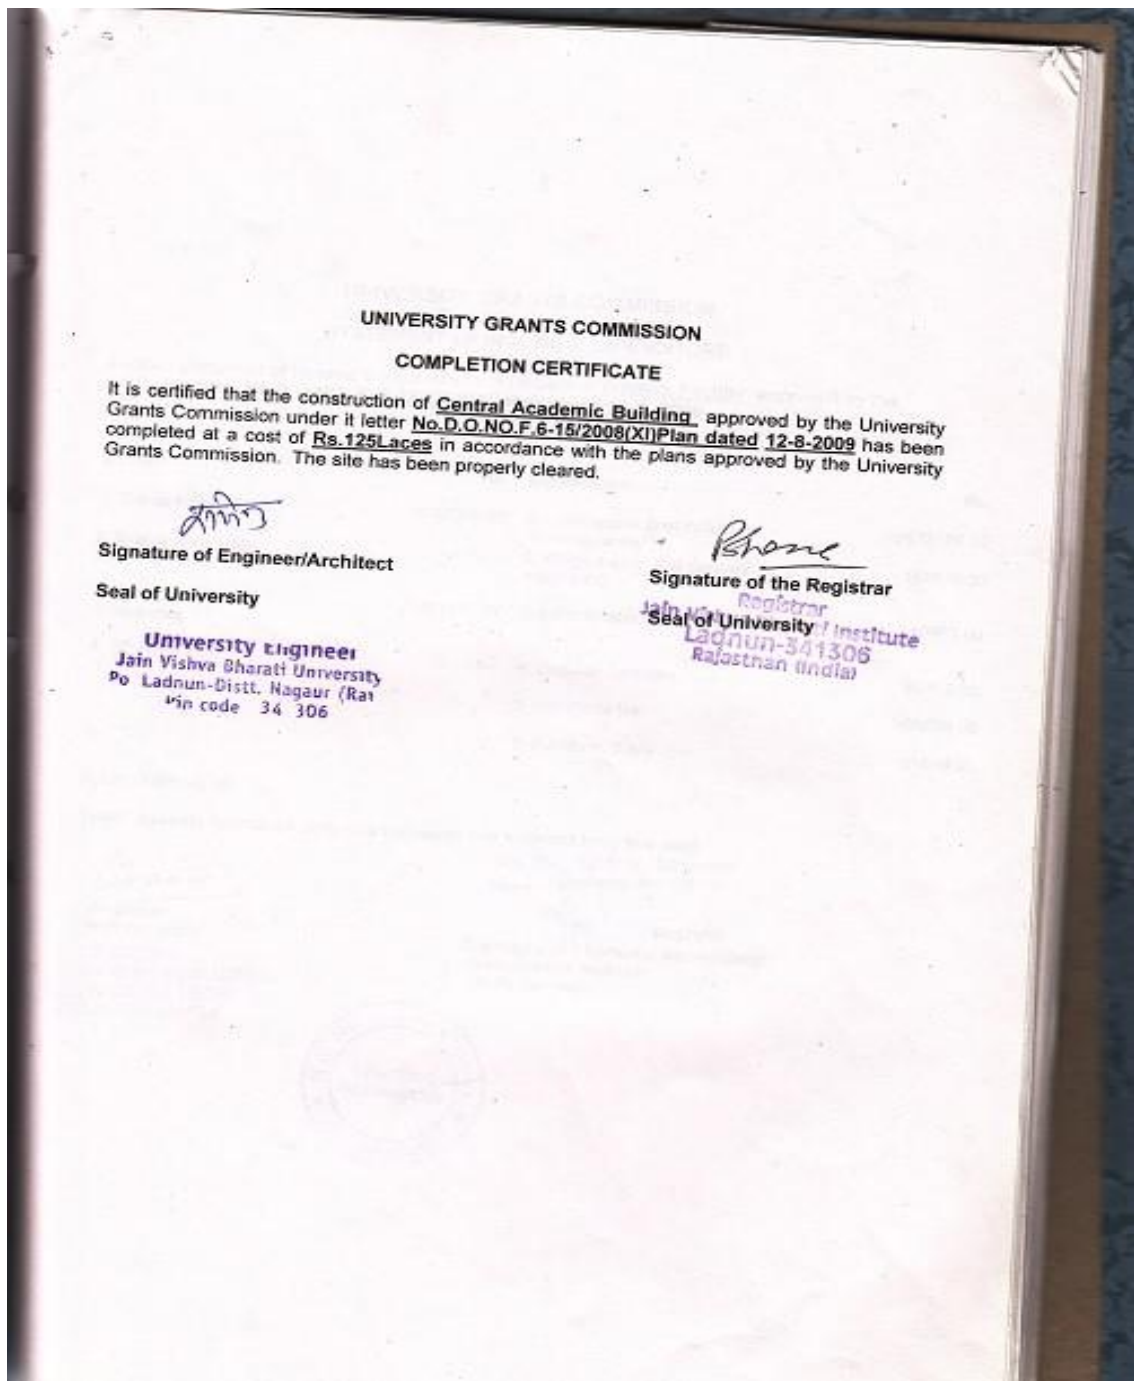 UNIVERSITY GRANTS COMMISSION
COMPLETION CERTIFICATE
It is certified that the construction of Central Academic Building approved by the University
Grants Commission under it letter No.D.O.NO.F.6-15/2008(XI)Plan dated 12-8-2009 has been
completed at a cost of Rs.125Laces in accordance with the plans approved by the University
Grants Commission. The site has been properly cleared.
Signature of Engineer/Architect
Seal of University
University Engineer
Jain Vishva Bharati University
Po Ladnun-Distt. Nagaur (Raj
Pin code 34 306
Signature of the Registrar
Registrar
Jain Institute
Seal of University
Ladnun-341306
Rajasthan (India)